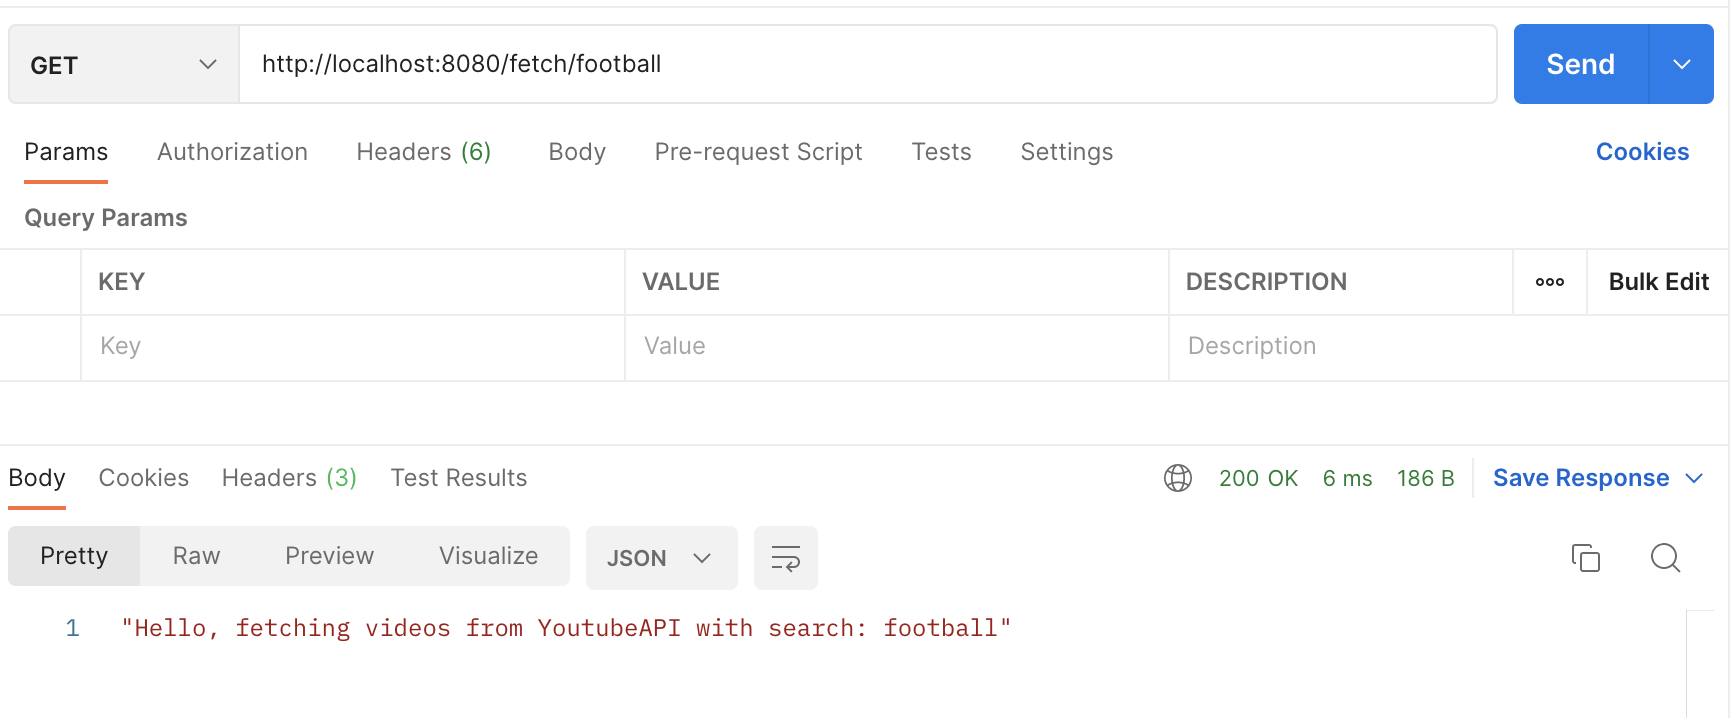 GET http://localhost:8080/fetch/football Send
Params Authorization Headers (6) Body Pre-request Script Tests Settings Cookies
Query Params
KEY VALUE DESCRIPTION Bulk Edit
Key Value Description
Body Cookies Headers (3) Test Results 200 OK 6 ms 186 B Save Response
Pretty Raw Preview Visualize JSON
1 "Hello, fetching videos from YoutubeAPI with search: football"